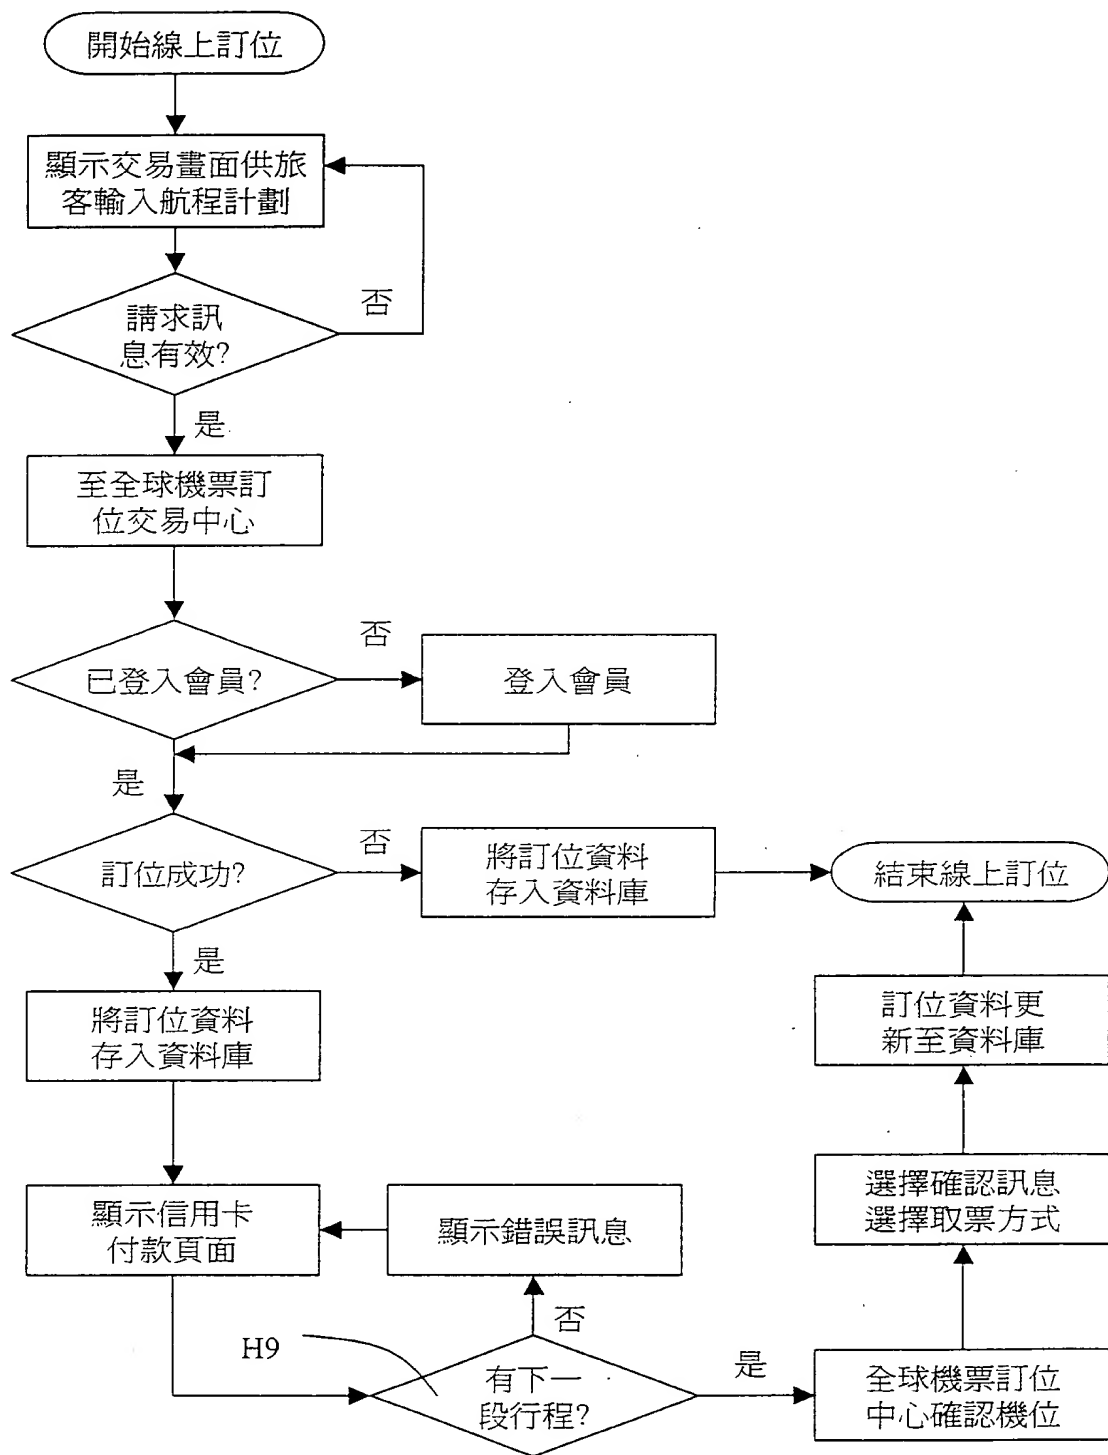 開始線上訂位
顯示交易畫面供旅
客輸入航程計劃
請求訊
息有效?
否
是
至全球機票訂
位交易中心
已登入會員?
否
登入會員
是
訂位成功?
否
將訂位資料
存入資料庫
結束線上訂位
是
將訂位資料
存入資料庫
訂位資料更
新至資料庫
顯示信用卡
付款頁面
顯示錯誤訊息
選擇確認訊息
選擇取票方式
否
H9
有下一
段行程?
是
全球機票訂位
中心確認機位